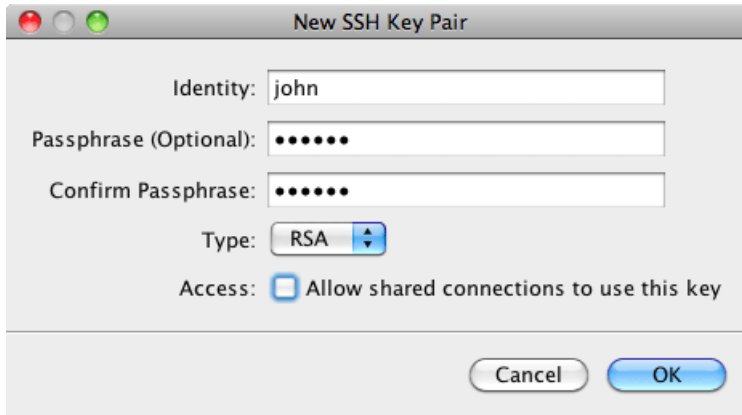 New SSH Key Pair
Identity: john
Passphrase (Optional): ••••••
Confirm Passphrase: ••••••
Type: RSA
Access: Allow shared connections to use this key
Cancel OK